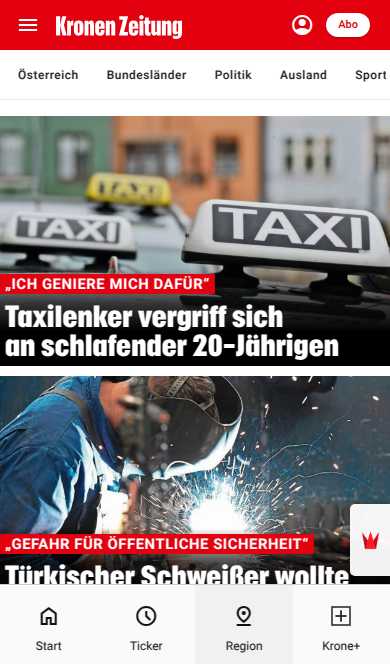 Kronen Zeitung
Abo
Österreich
Bundesländer
Politik
Ausland
Sport
TAXI
TAXI
TAXI
„ICH GENIERE MICH DAFÜR“
Taxilenker vergriff sich
an schlafender 20-Jährigen
„GEFAHR FÜR ÖFFENTLICHE SICHERHEIT“
Türkischer Schweißer wollte
Start
Ticker
Region
Krone+